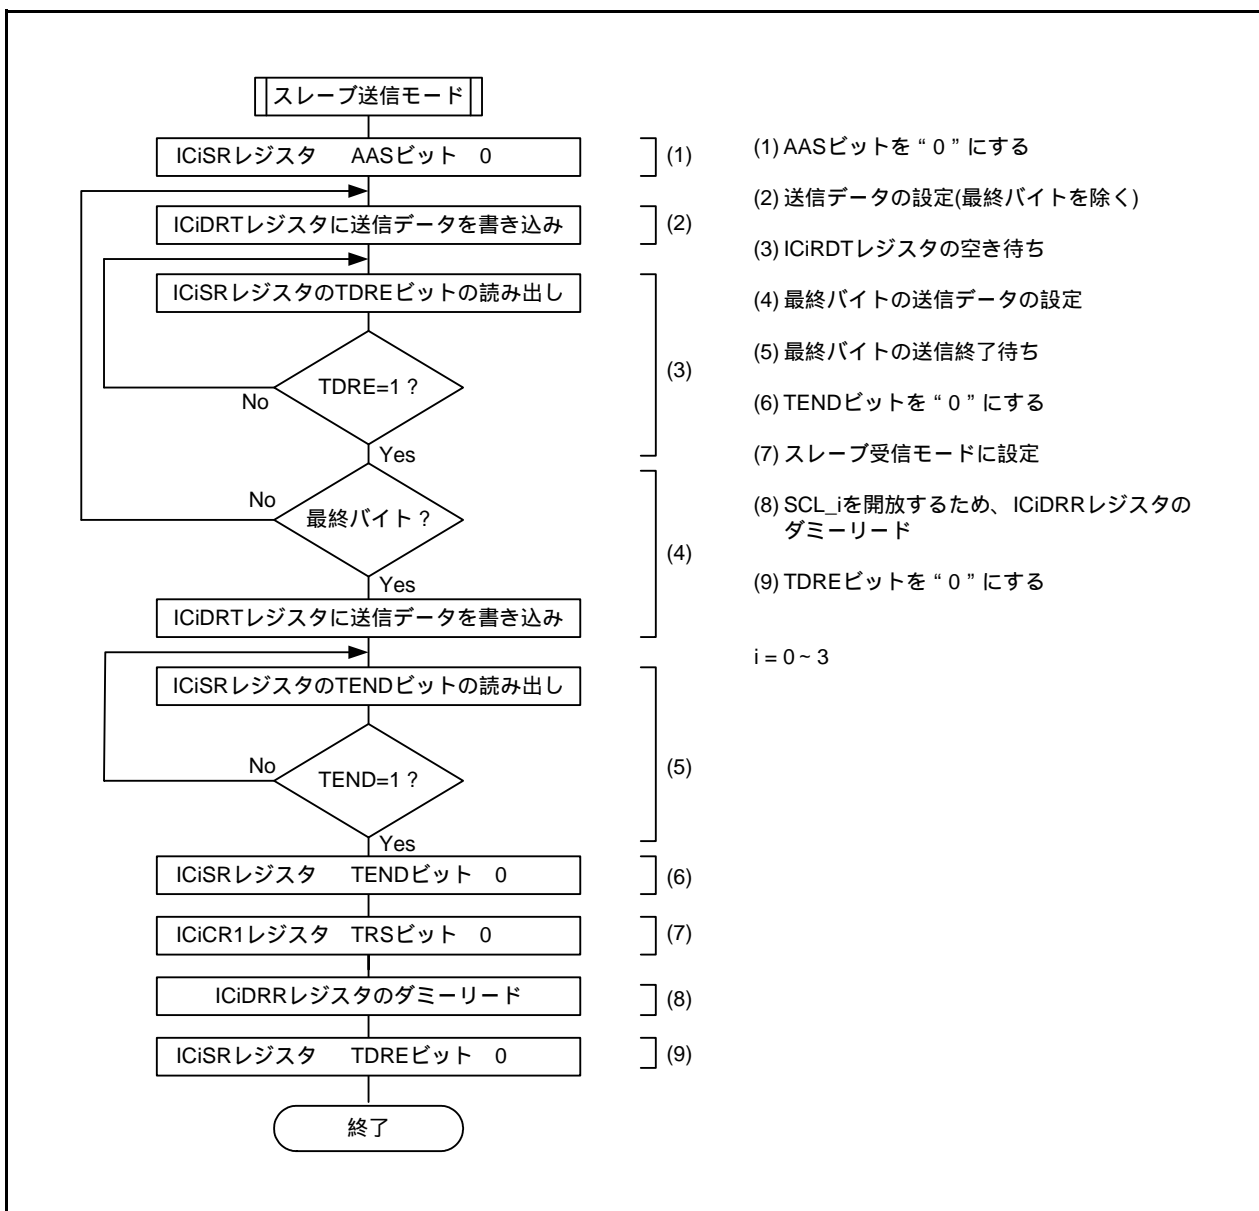 スレーブ送信モード
ICiSRレジスタ AASビット 0
(1)
ICiDRTレジスタに送信データを書き込み
(2)
ICiSRレジスタのTDREビットの読み出し
TDRE=1 ?
No
Yes
(3)
最終バイト ?
No
Yes
ICiDRTレジスタに送信データを書き込み
(4)
ICiSRレジスタのTENDビットの読み出し
TEND=1 ?
No
Yes
(5)
ICiSRレジスタ TENDビット 0
(6)
ICiCR1レジスタ TRSビット 0
(7)
ICiDRRレジスタのダミーリード
(8)
ICiSRレジスタ TDREビット 0
(9)
終了
(1) AASビットを “ 0 ” にする
(2) 送信データの設定(最終バイトを除く)
(3) ICiRDTレジスタの空き待ち
(4) 最終バイトの送信データの設定
(5) 最終バイトの送信終了待ち
(6) TENDビットを “ 0 ” にする
(7) スレーブ受信モードに設定
(8) SCL_iを開放するため、ICiDRRレジスタの
ダミーリード
(9) TDREビットを “ 0 ” にする
i = 0 ~ 3